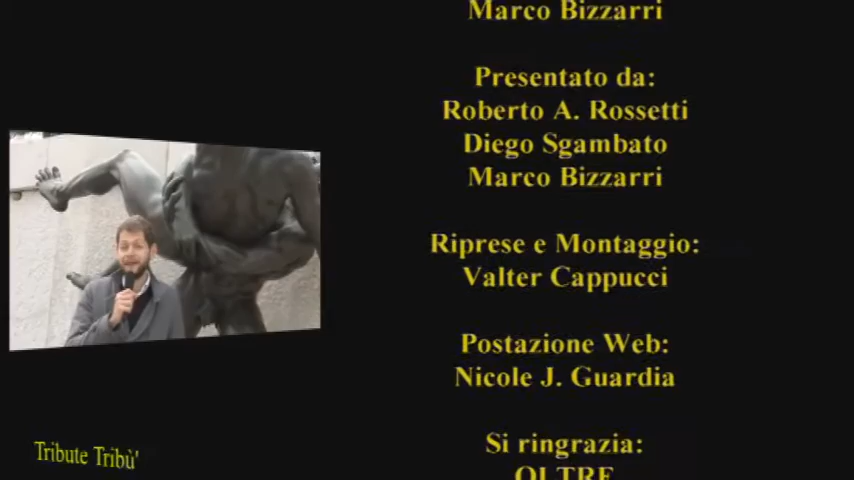 Marco Bizzarri
Presentato da:
Roberto A. Rossetti
Diego Sgambato
Marco Bizzarri
Riprese e Montaggio:
Valter Cappucci
Postazione Web:
Nicole J. Guardia
Si ringrazia:
OLTRE
Tribute Tribù'